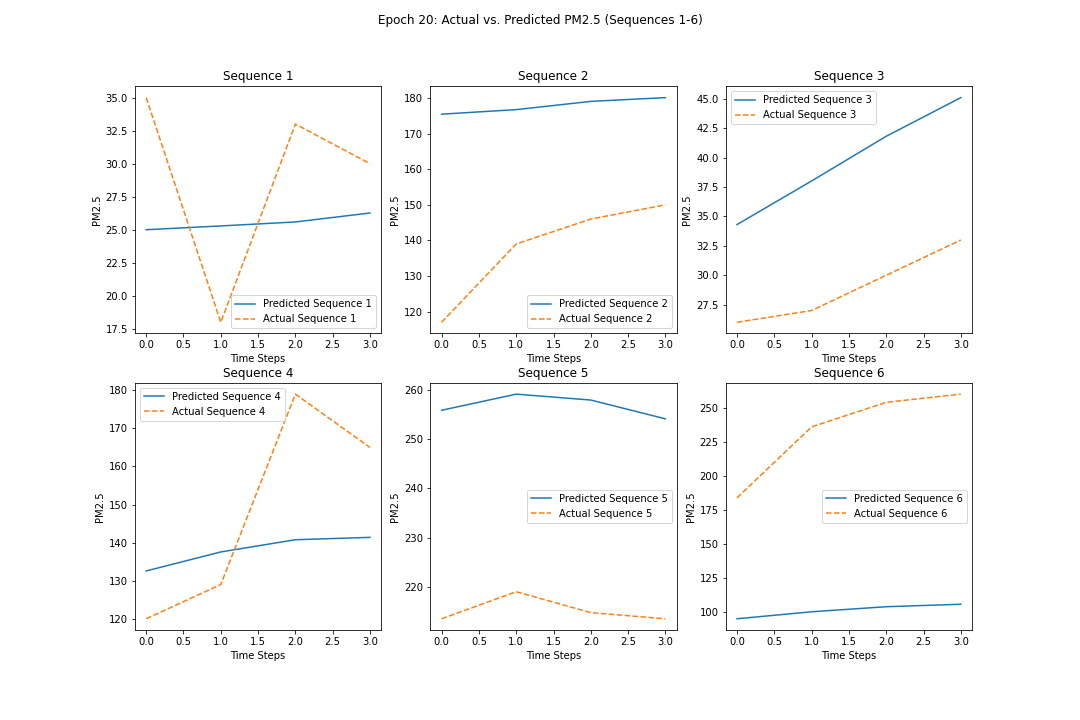 Epoch 20: Actual vs. Predicted PM2.5 (Sequences 1-6)
Sequence 1
35.0
32.5
30.0
27.5
25.0
22.5
20.0
17.5
PM2.5
Predicted Sequence 1
Actual Sequence 1
0.0 0.5 1.0 1.5 2.0 2.5 3.0
Time Steps
Sequence 2
180
170
160
150
140
130
120
PM2.5
Predicted Sequence 2
Actual Sequence 2
0.0 0.5 1.0 1.5 2.0 2.5 3.0
Time Steps
Sequence 3
45.0
42.5
40.0
37.5
35.0
32.5
30.0
27.5
PM2.5
Predicted Sequence 3
Actual Sequence 3
0.0 0.5 1.0 1.5 2.0 2.5 3.0
Time Steps
Sequence 4
180
170
160
150
140
130
120
PM2.5
Predicted Sequence 4
Actual Sequence 4
0.0 0.5 1.0 1.5 2.0 2.5 3.0
Time Steps
Sequence 5
260
250
240
230
220
PM2.5
Predicted Sequence 5
Actual Sequence 5
0.0 0.5 1.0 1.5 2.0 2.5 3.0
Time Steps
Sequence 6
250
225
200
175
150
125
100
PM2.5
Predicted Sequence 6
Actual Sequence 6
0.0 0.5 1.0 1.5 2.0 2.5 3.0
Time Steps